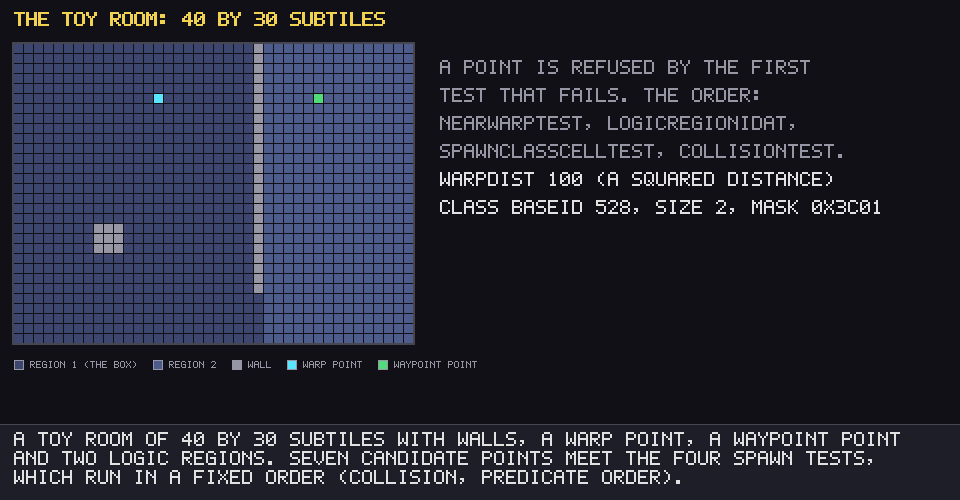 THE TOY ROOM: 40 BY 30 SUBTILES
A POINT IS REFUSED BY THE FIRST
TEST THAT FAILS. THE ORDER:
NEARWARPTEST, LOGICREGIONIDAT,
SPAWNCLASSCELLTEST, COLLISIONTEST.
WARPDIST 100 (A SQUARED DISTANCE)
CLASS BASEID 528, SIZE 2, MASK 0X3C01
REGION 1 (THE BOX) REGION 2 WALL WARP POINT WAYPOINT POINT
A TOY ROOM OF 40 BY 30 SUBTILES WITH WALLS, A WARP POINT, A WAYPOINT POINT
AND TWO LOGIC REGIONS. SEVEN CANDIDATE POINTS MEET THE FOUR SPAWN TESTS,
WHICH RUN IN A FIXED ORDER (COLLISION, PREDICATE ORDER).